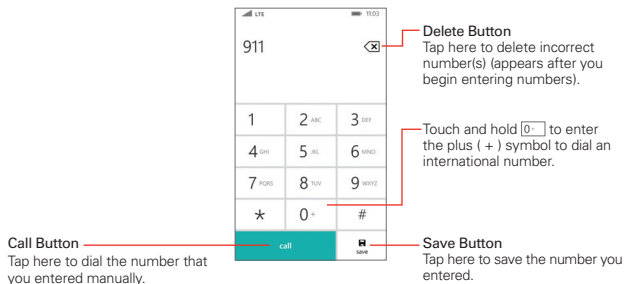 LTE 11:03
911
Delete Button
Tap here to delete incorrect
number(s) (appears after you
begin entering numbers).
1 2 ABC 3 DEF
4 GHI 5 JKL 6 MNO
7 PQRS 8 TUV 9 WXYZ
* 0 + #
call save
Touch and hold 0+ to enter
the plus ( + ) symbol to dial an
international number.
Call Button
Tap here to dial the number that
you entered manually.
Save Button
Tap here to save the number you
entered.